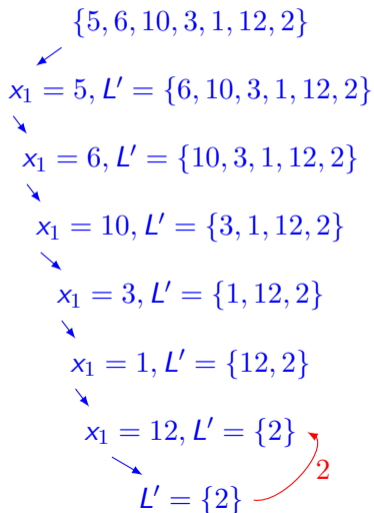 {5, 6, 10, 3, 1, 12, 2}
x₁ = 5, L′ = {6, 10, 3, 1, 12, 2}
x₁ = 6, L′ = {10, 3, 1, 12, 2}
x₁ = 10, L′ = {3, 1, 12, 2}
x₁ = 3, L′ = {1, 12, 2}
x₁ = 1, L′ = {12, 2}
x₁ = 12, L′ = {2}
2
L′ = {2}